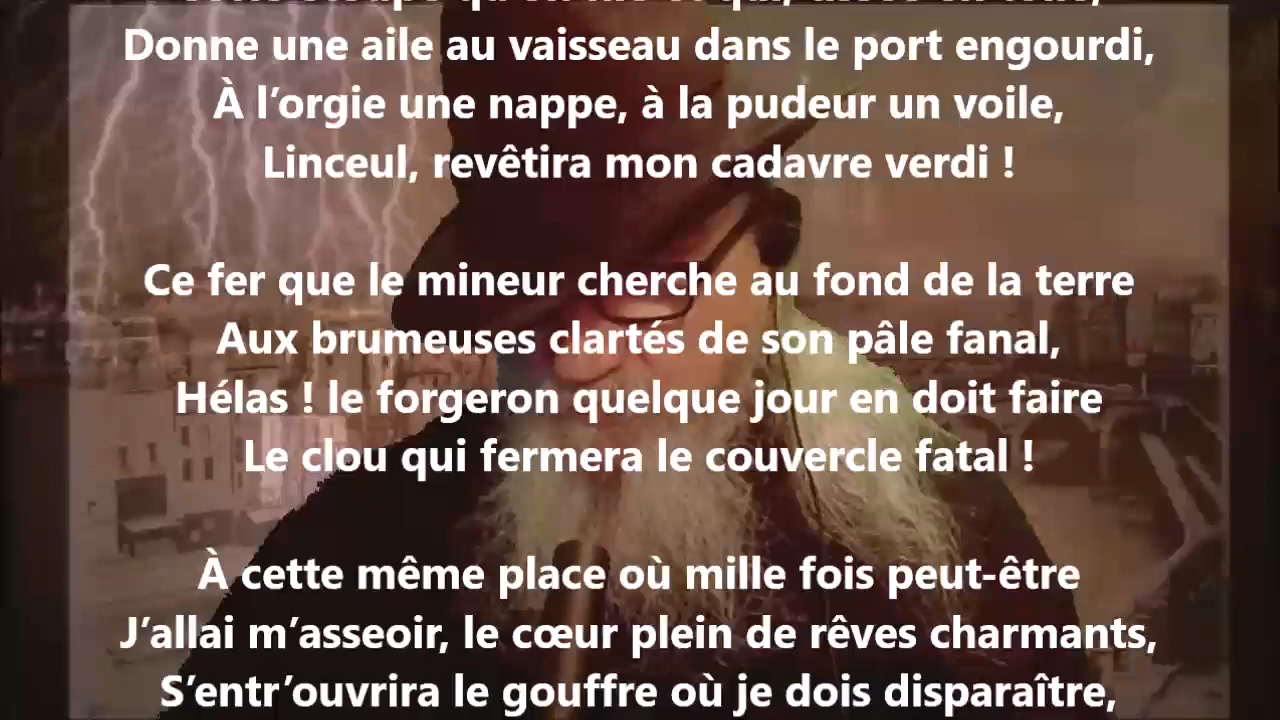 Donne une aile au vaisseau dans le port engourdi,
À l’orgie une nappe, à la pudeur un voile,
Linceul, revêtira mon cadavre verdi !
Ce fer que le mineur cherche au fond de la terre
Aux brumeuses clartés de son pâle fanal,
Hélas ! le forgeron quelque jour en doit faire
Le clou qui fermera le couvercle fatal !
À cette même place où mille fois peut-être
J’allai m’asseoir, le cœur plein de rêves charmants,
S’entr’ouvrira le gouffre où je dois disparaître,